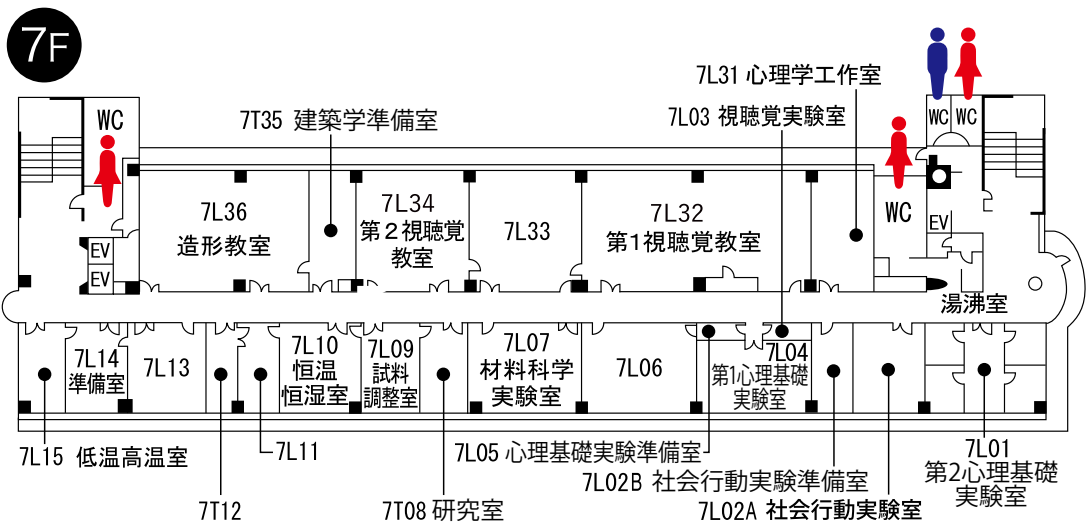 7F
7L31 心理学工作室
7L03 視聴覚実験室
7T35 建築学準備室
WC
WC
WC
7L36
造形教室
7L34
第2視聴覚
教室
7L33
7L32
第1視聴覚教室
WC
EV
EV
EV
湯沸室
7L14
準備室
7L13
7L10
恒温
恒湿室
7L09
試料
調整室
7L07
材料科学
実験室
7L06
7L04
第1心理基礎
実験室
7L15 低温高温室
7L11
7L05 心理基礎実験準備室
7L01
第2心理基礎
実験室
7L02B 社会行動実験準備室
7T12
7T08 研究室
7L02A 社会行動実験室